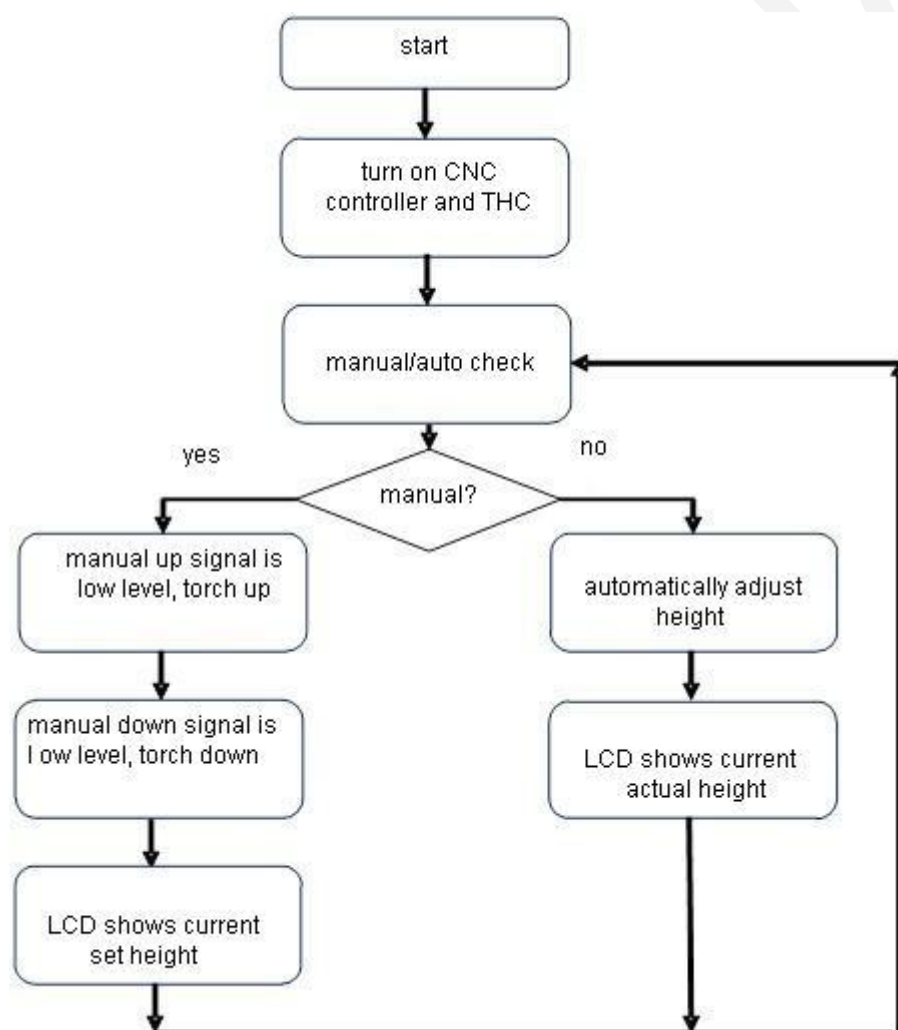 start
turn on CNC
controller and THC
manual/auto check
yes
no
manual?
manual up signal is
low level, torch up
automatically adjust
height
manual down signal is
l ow level, torch down
LCD shows current
actual height
LCD shows current
set height